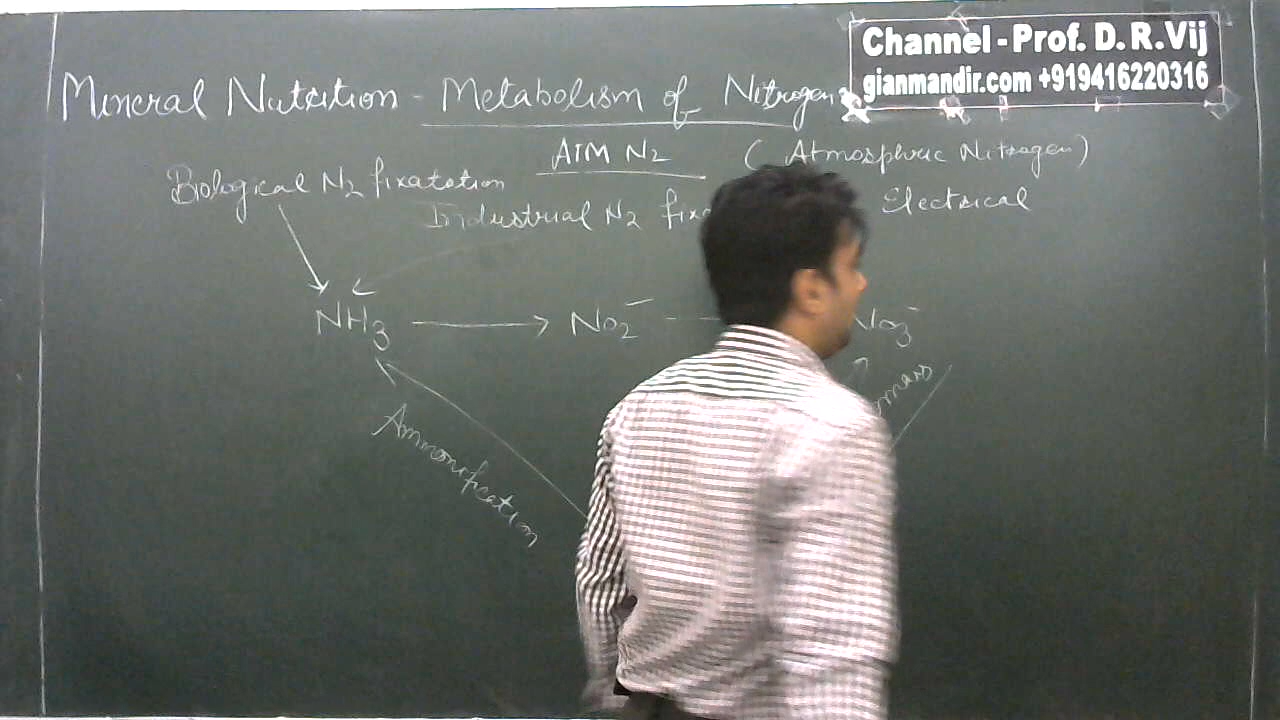 Channel - Prof. D. R. Vij
gianmandir.com +919416220316
Mineral Nutrition - Metabolism of Nitrogen
ATM N2 (Atmospheric Nitrogen)
Biological N2 fixatation
Industrial N2 Electrical
NH3 → NO2⁻ NO3⁻
Ammonification